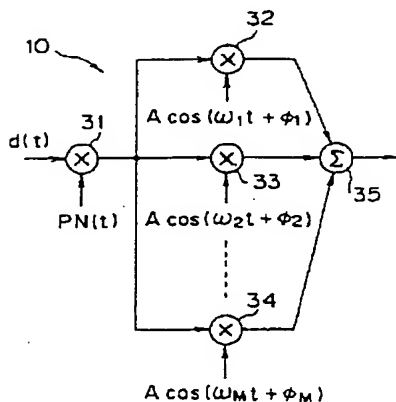 10
32
31
×
A cos(ω₁t + φ₁)
d(t)
×
×
Σ
33
35
PN(t)
A cos(ω₂t + φ₂)
34
×
A cos(ωMt + φM)